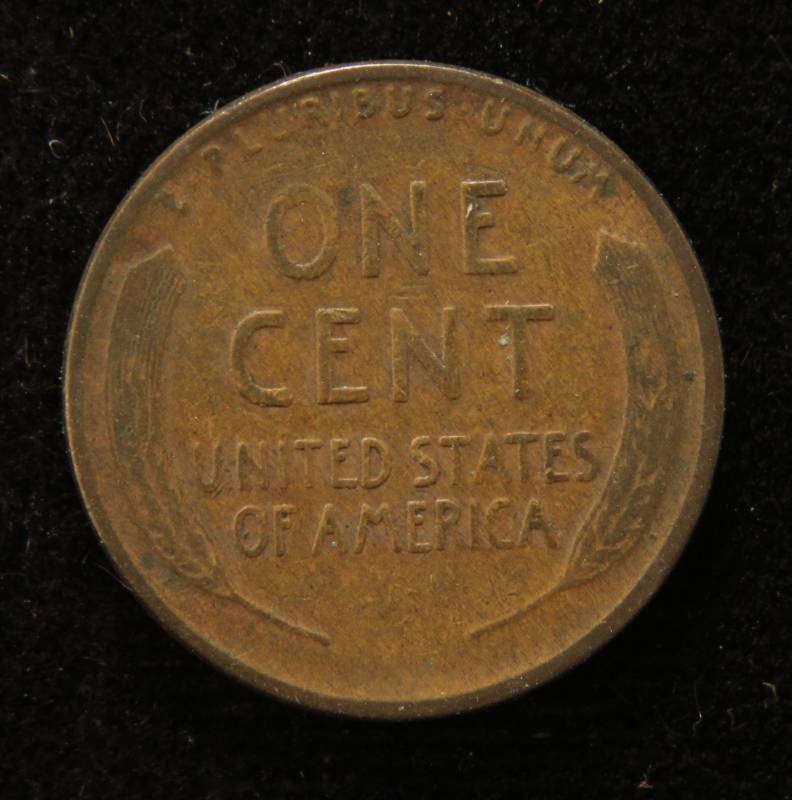 E PLURIBUS UNUM
ONE
CENT
UNITED STATES
OF AMERICA